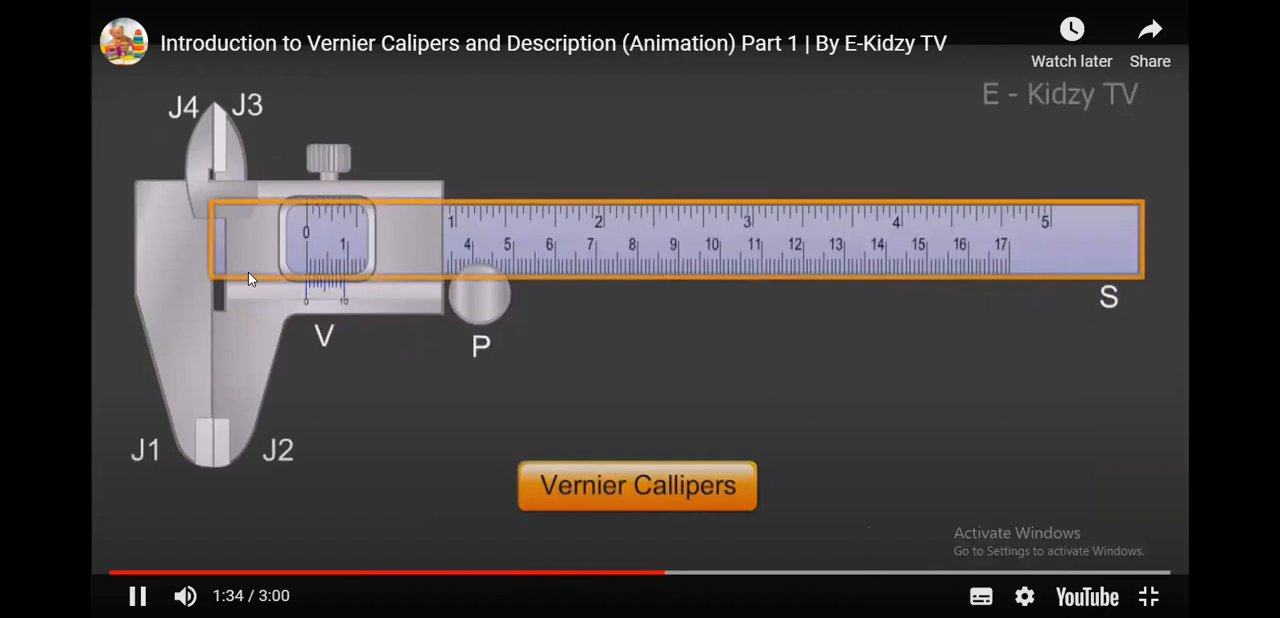 Introduction to Vernier Calipers and Description (Animation) Part 1 | By E-Kidzy TV
Watch later
Share
E - Kidzy TV
J4
J3
0
1
1
2
3
4
5
4
5
6
7
8
9
10
11
12
13
14
15
16
17
0
10
V
P
S
J1
J2
Vernier Callipers
Activate Windows
Go to Settings to activate Windows.
1:34 / 3:00
YouTube